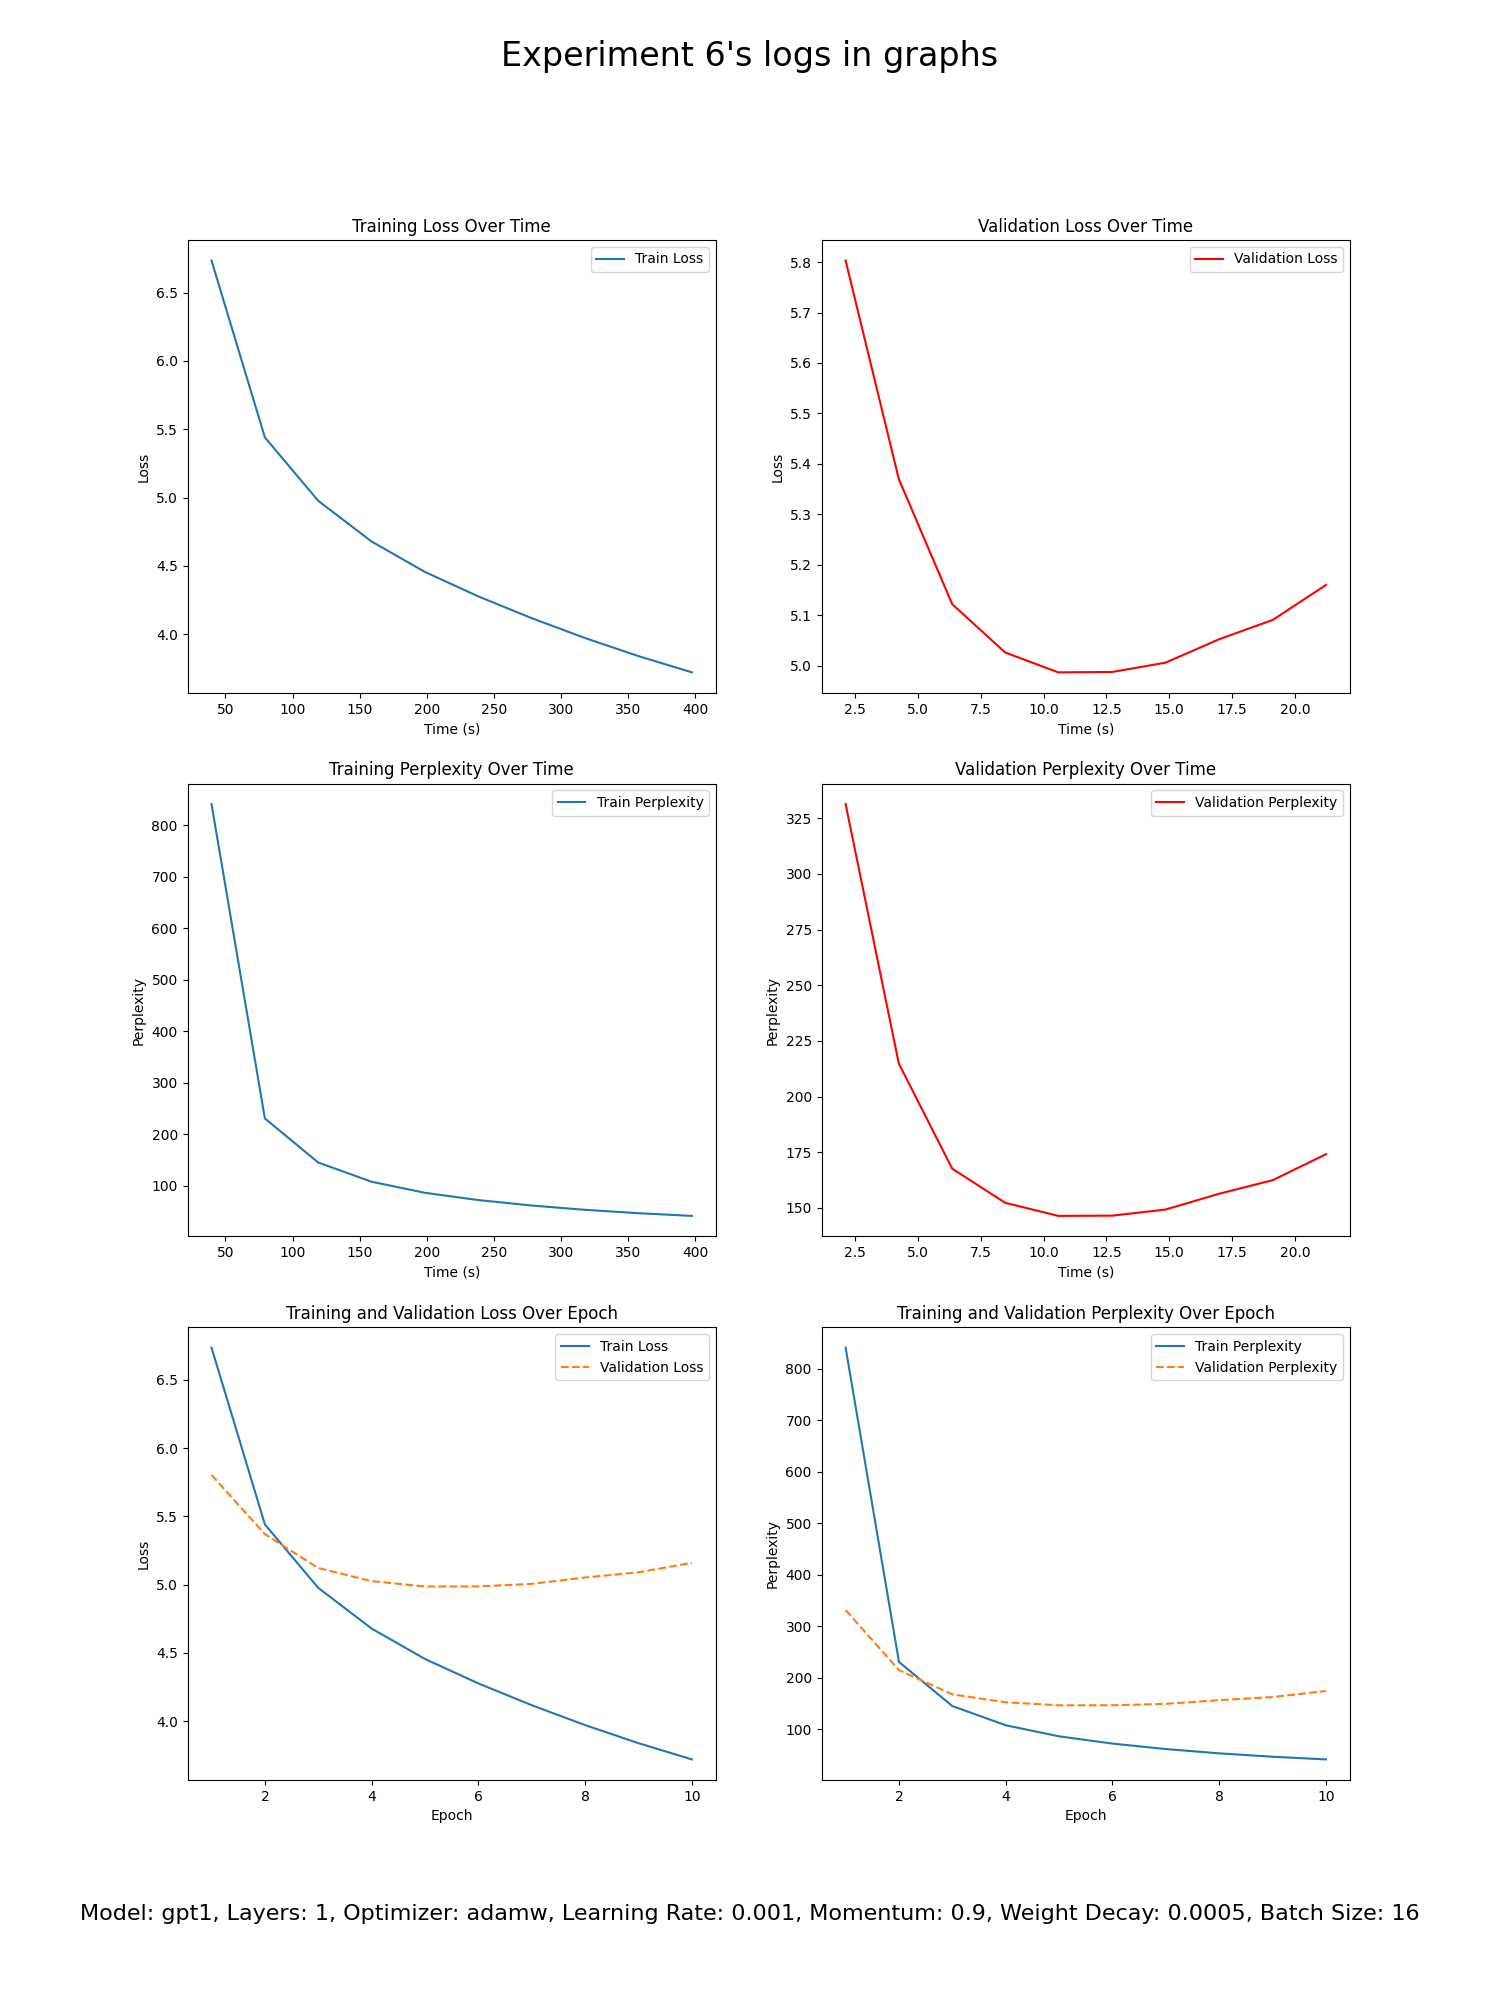 Experiment 6's logs in graphs
Training Loss Over Time
Train Loss
6.5
6.0
5.5
5.0
4.5
4.0
Loss
50 100 150 200 250 300 350 400
Time (s)
Validation Loss Over Time
Validation Loss
5.8
5.7
5.6
5.5
5.4
5.3
5.2
5.1
5.0
Loss
2.5 5.0 7.5 10.0 12.5 15.0 17.5 20.0
Time (s)
Training Perplexity Over Time
Train Perplexity
800
700
600
500
400
300
200
100
Perplexity
50 100 150 200 250 300 350 400
Time (s)
Validation Perplexity Over Time
Validation Perplexity
325
300
275
250
225
200
175
150
Perplexity
2.5 5.0 7.5 10.0 12.5 15.0 17.5 20.0
Time (s)
Training and Validation Loss Over Epoch
Train Loss
Validation Loss
6.5
6.0
5.5
5.0
4.5
4.0
Loss
2 4 6 8 10
Epoch
Training and Validation Perplexity Over Epoch
Train Perplexity
Validation Perplexity
800
700
600
500
400
300
200
100
Perplexity
2 4 6 8 10
Epoch
Model: gpt1, Layers: 1, Optimizer: adamw, Learning Rate: 0.001, Momentum: 0.9, Weight Decay: 0.0005, Batch Size: 16